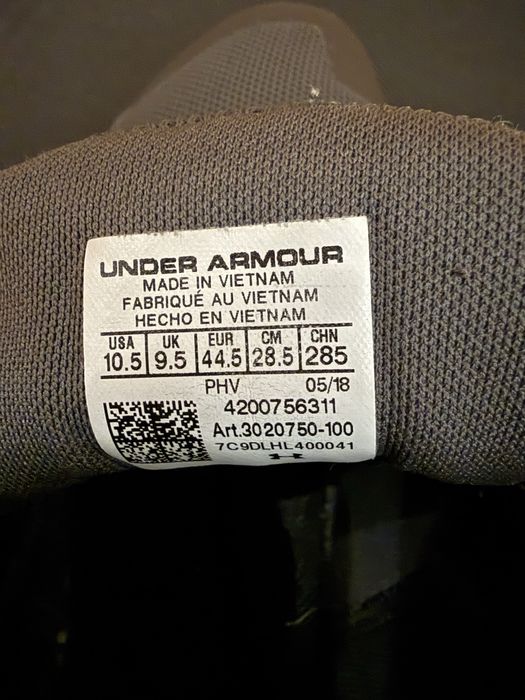 UNDER ARMOUR
MADE IN VIETNAM
FABRIQUÉ AU VIETNAM
HECHO EN VIETNAM
USA UK EUR CM CHN
10.5 9.5 44.5 28.5 285
PHV 05/18
4200756311
Art.3020750-100
7C9DLHL400041